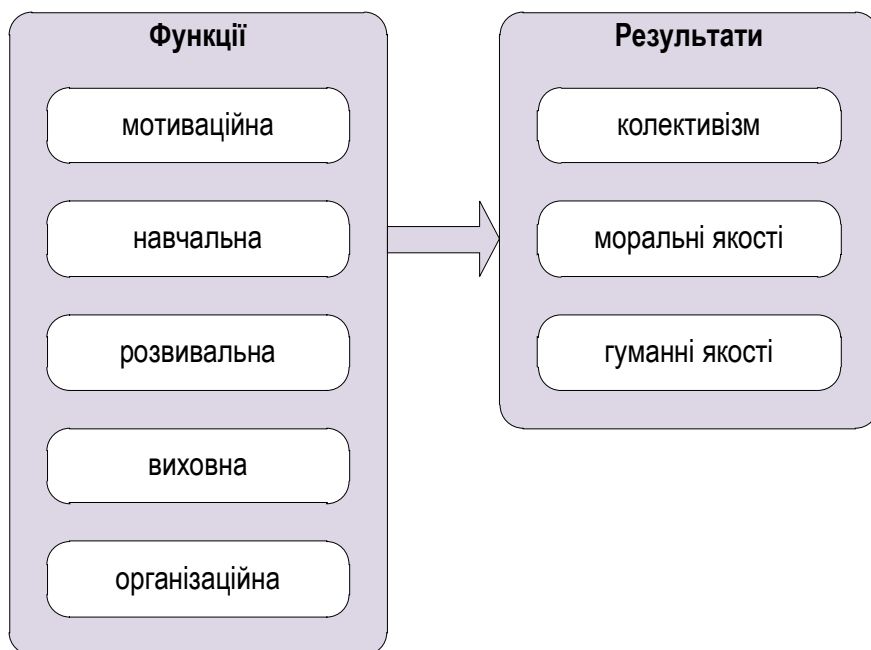 Функції
мотиваційна
навчальна
розвивальна
виховна
організаційна
Результати
колективізм
моральні якості
гуманні якості